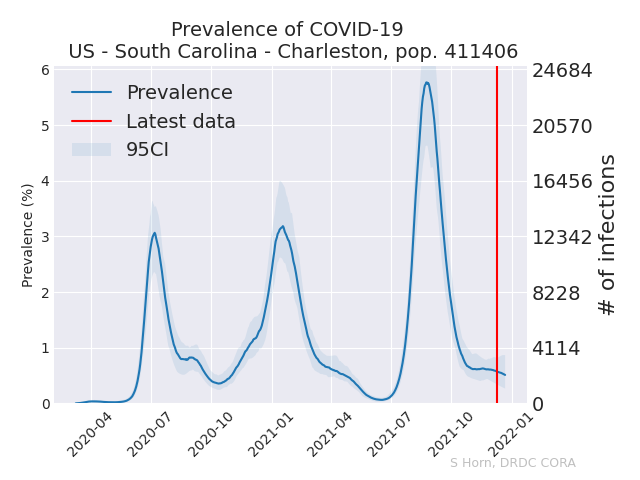 Prevalence of COVID-19
US - South Carolina - Charleston, pop. 411406
Prevalence
Latest data
95CI
Prevalence (%)
6
5
4
3
2
1
0
24684
20570
16456
12342
8228
4114
0
# of infections
2020-04
2020-07
2020-10
2021-01
2021-04
2021-07
2021-10
2022-01
S Horn, DRDC CORA